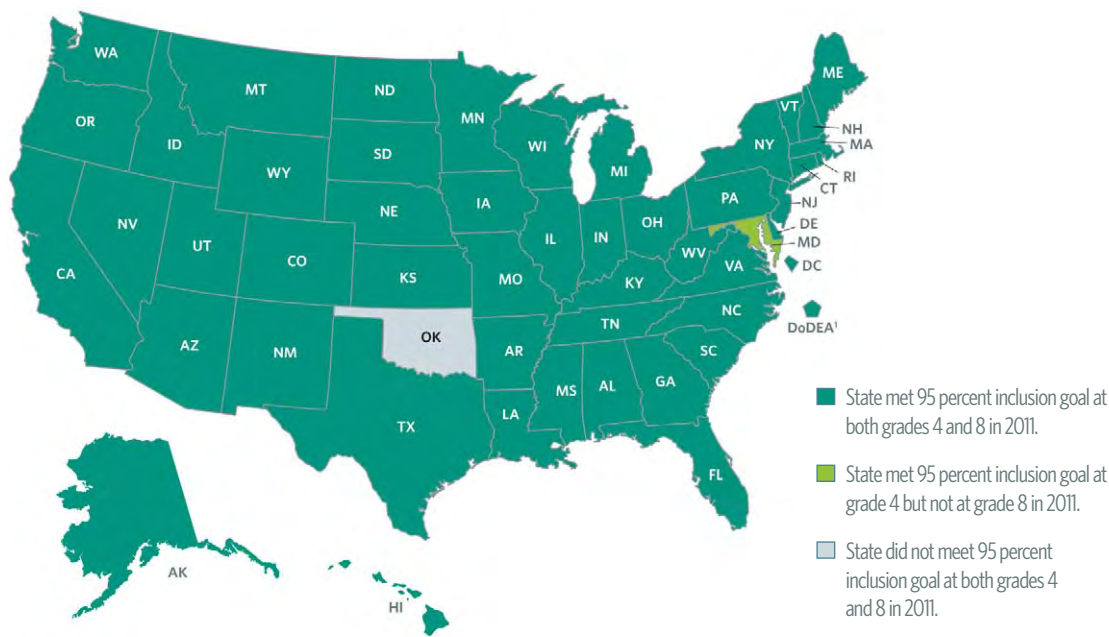 WA
MT
ND
MN
ME
VT
NH
MA
OR
ID
SD
WI
NY
RI
CT
WY
MI
PA
NJ
IA
NE
OH
DE
NV
IL
IN
MD
UT
WV
CO
VA
DC
CA
KS
MO
KY
NC
DoDEA¹
TN
OK
AZ
NM
AR
SC
MS
AL
GA
LA
TX
FL
AK
HI
State met 95 percent inclusion goal at
both grades 4 and 8 in 2011.
State met 95 percent inclusion goal at
grade 4 but not at grade 8 in 2011.
State did not meet 95 percent
inclusion goal at both grades 4
and 8 in 2011.